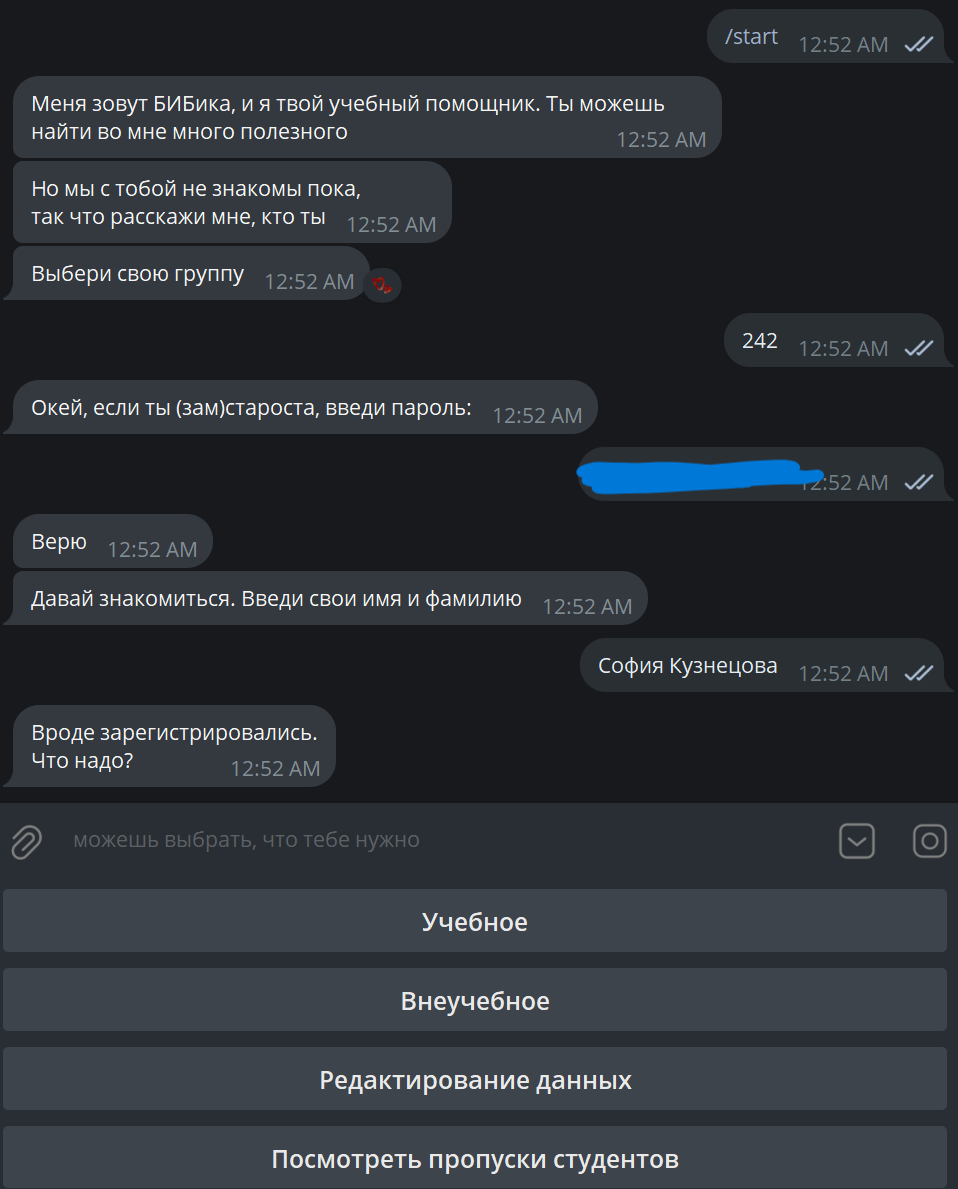 /start 12:52 AM
Меня зовут БИБика, и я твой учебный помощник. Ты можешь
найти во мне много полезного 12:52 AM
Но мы с тобой не знакомы пока,
так что расскажи мне, кто ты 12:52 AM
Выбери свою группу 12:52 AM
242 12:52 AM
Окей, если ты (зам)староста, введи пароль: 12:52 AM
12:52 AM
Верю 12:52 AM
Давай знакомиться. Введи свои имя и фамилию 12:52 AM
София Кузнецова 12:52 AM
Вроде зарегистрировались.
Что надо? 12:52 AM
можешь выбрать, что тебе нужно
Учебное
Внеучебное
Редактирование данных
Посмотреть пропуски студентов